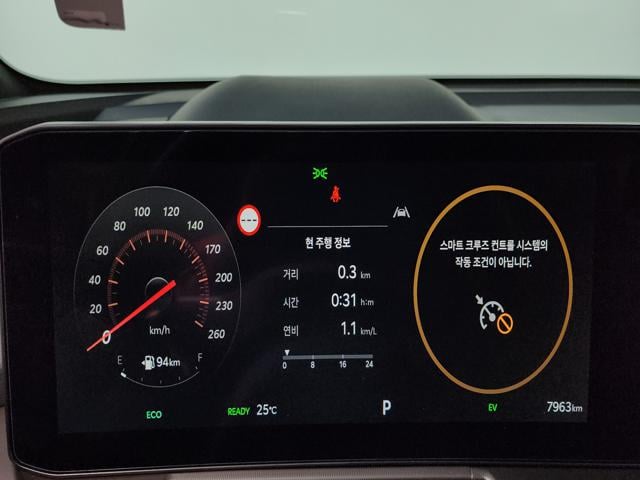 100 120
80 140
60 170
40 200
20 230
0 260
km/h
E F
94km
ECO
---
현 주행 정보
거리 0.3 km
시간 0:31 h:m
연비 1.1 km/L
0 8 16 24
READY 25℃
P
스마트 크루즈 컨트롤 시스템의
작동 조건이 아닙니다.
EV
7963km